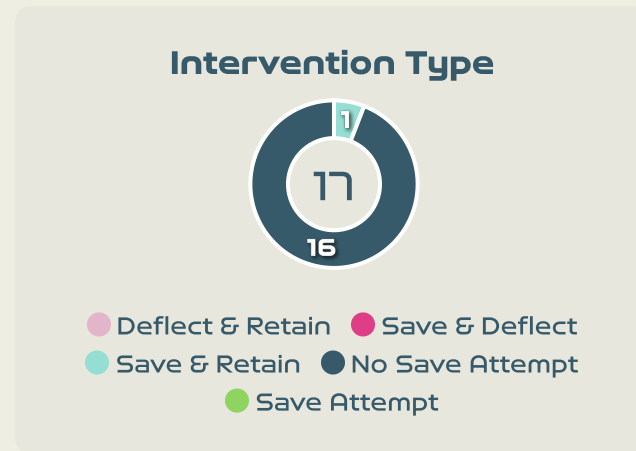 Intervention Type
1
17
16
Deflect & Retain Save & Deflect
Save & Retain No Save Attempt
Save Attempt